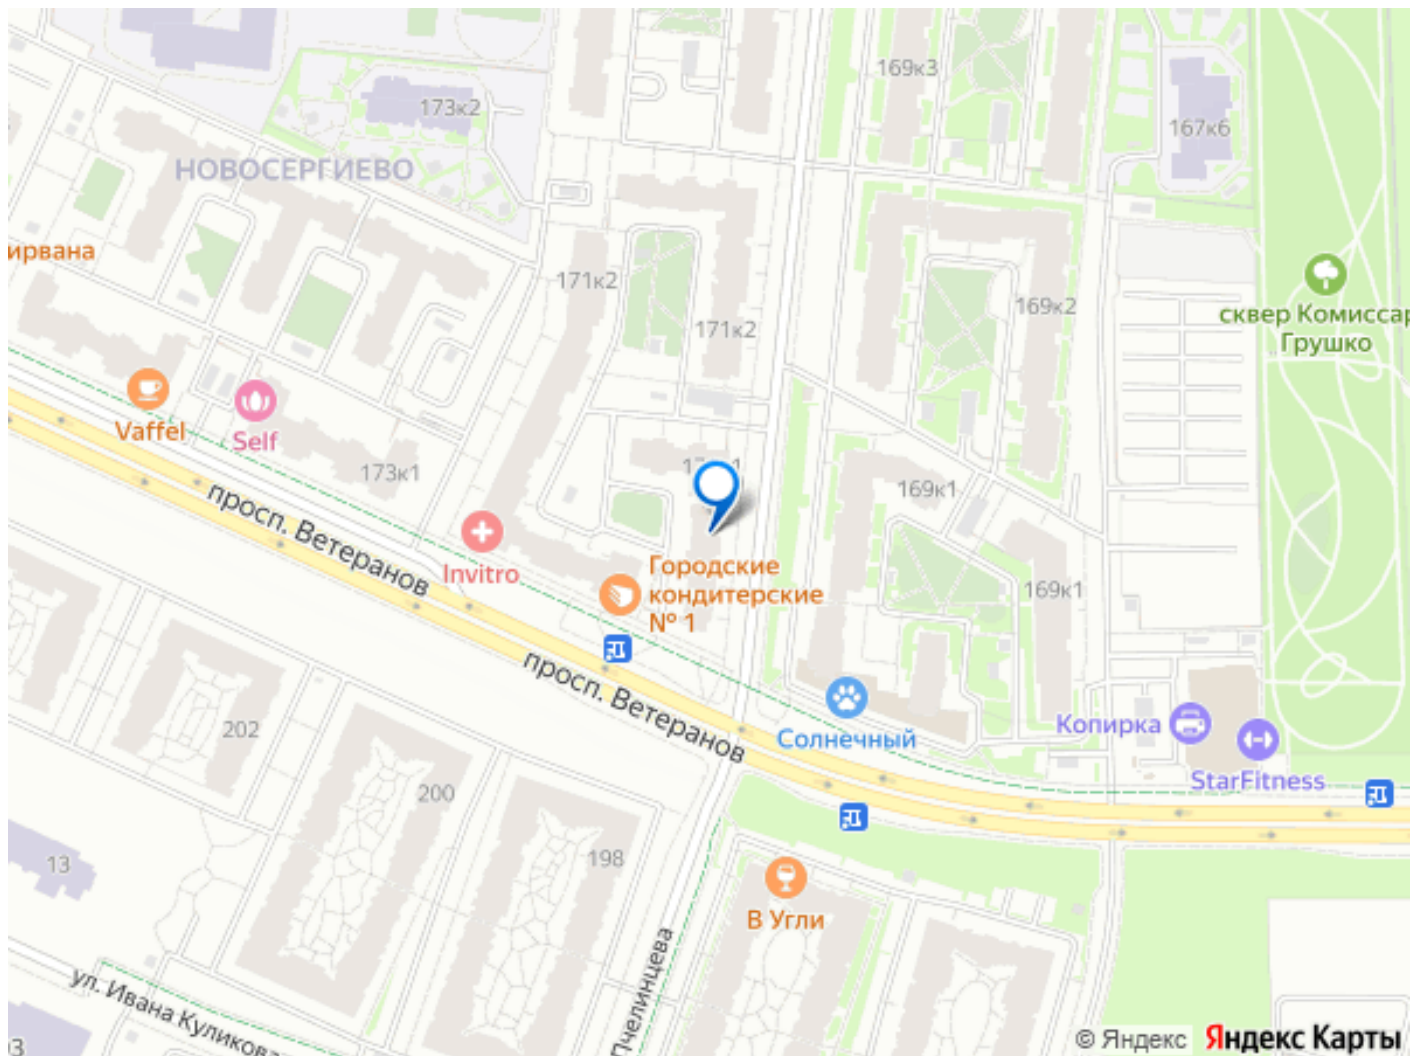 169к3
173к2
167к6
НОВОСЕРГИЕВО
ирвана
171к2
169к2
сквер Комиссар
Грушко
171к2
Vaffel
Self
173к1
169к1
просп. Ветеранов
Invitro
Городские
кондитерские
№ 1
169к1
просп. Ветеранов
202
Солнечный
Копирка
StarFitness
200
198
13
В Угли
Пчелинцева
ул. Ивана Куликова
© Яндекс Яндекс Карты